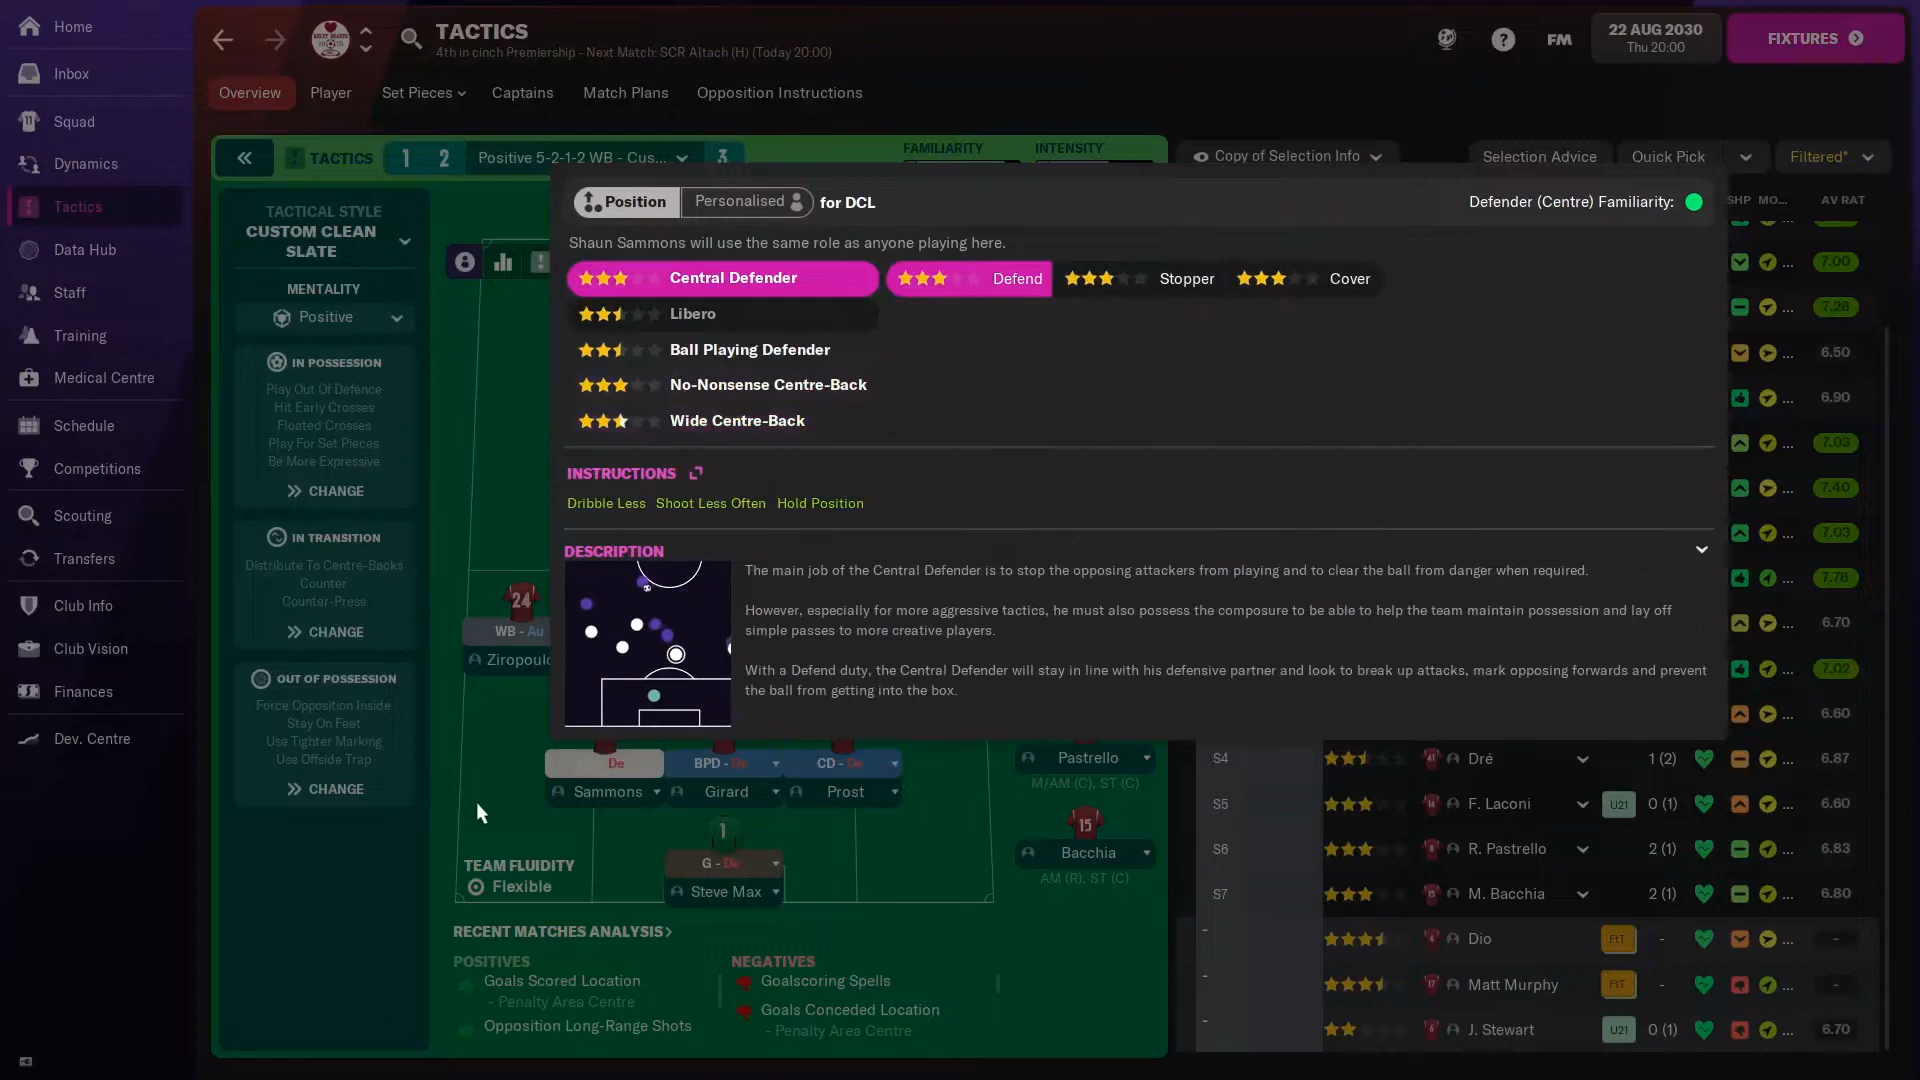 Home
Inbox
Squad
Dynamics
Tactics
Data Hub
Staff
Training
Medical Centre
Schedule
Competitions
Scouting
Transfers
Club Info
Club Vision
Finances
Dev. Centre
TACTICS
4th in cinch Premiership - Next Match: SCR Altach (H) (Today 20:00)
FM
22 AUG 2030
Thu 20:00
FIXTURES
Overview
Player
Set Pieces
Captains
Match Plans
Opposition Instructions
TACTICS
1
2
Positive 5-2-1-2 WB - Cus...
3
FAMILIARITY
INTENSITY
Copy of Selection Info
Selection Advice
Quick Pick
Filtered*
TACTICAL STYLE
CUSTOM CLEAN
SLATE
MENTALITY
Positive
IN POSSESSION
Play Out Of Defence
Hit Early Crosses
Floated Crosses
Play For Set Pieces
Be More Expressive
CHANGE
IN TRANSITION
Distribute To Centre-Backs
Counter
Counter-Press
CHANGE
OUT OF POSSESSION
Force Opposition Inside
Stay On Feet
Use Tighter Marking
Use Offside Trap
CHANGE
Position
Personalised
for DCL
Defender (Centre) Familiarity:
Shaun Sammons will use the same role as anyone playing here.
Central Defender
Defend
Stopper
Cover
Libero
Ball Playing Defender
No-Nonsense Centre-Back
Wide Centre-Back
INSTRUCTIONS
Dribble Less Shoot Less Often Hold Position
DESCRIPTION
The main job of the Central Defender is to stop the opposing attackers from playing and to clear the ball from danger when required.
However, especially for more aggressive tactics, he must also possess the composure to be able to help the team maintain possession and lay off
simple passes to more creative players.
With a Defend duty, the Central Defender will stay in line with his defensive partner and look to break up attacks, mark opposing forwards and prevent
the ball from getting into the box.
SHP MO... AV RAT
... 7.00
... 7.28
... 6.50
... 6.90
... 7.03
... 7.40
... 7.03
... 7.78
... 6.70
... 7.02
... 6.60
24
WB - Au
Ziropoulo
De
BPD - De
CD - De
Sammons
Girard
Prost
1
G - De
Steve Max
TEAM FLUIDITY
Flexible
Pastrello
M/AM (C), ST (C)
15
Bacchia
AM (R), ST (C)
S4 Dré 1 (2) ... 6.87
S5 F. Laconi U21 0 (1) ... 6.60
S6 R. Pastrello 2 (1) ... 6.83
S7 M. Bacchia 2 (1) ... 6.80
- Dio FtT - ... -
- Matt Murphy FtT - ... -
- J. Stewart U21 0 (1) ... 6.70
RECENT MATCHES ANALYSIS>
POSITIVES
Goals Scored Location
- Penalty Area Centre
Opposition Long-Range Shots
NEGATIVES
Goalscoring Spells
Goals Conceded Location
- Penalty Area Centre